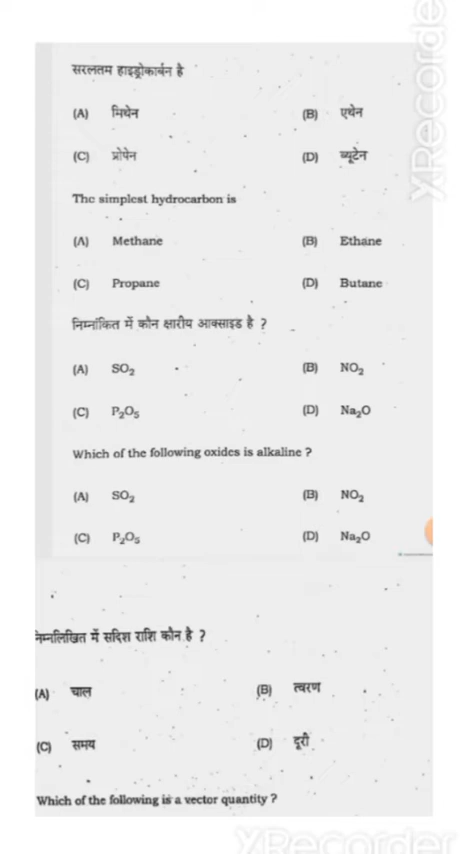 सरलतम हाइड्रोकार्बन है
(A) मिथेन (B) एथेन
(C) प्रोपेन (D) ब्यूटेन
The simplest hydrocarbon is
(A) Methane (B) Ethane
(C) Propane (D) Butane
निम्नांकित में कौन क्षारीय आक्साइड है ?
(A) SO₂ (B) NO₂
(C) P₂O₅ (D) Na₂O
Which of the following oxides is alkaline ?
(A) SO₂ (B) NO₂
(C) P₂O₅ (D) Na₂O
निम्नलिखित में सदिश राशि कौन है ?
(A) चाल (B) त्वरण
(C) समय (D) दूरी
Which of the following is a vector quantity ?
XRecorder